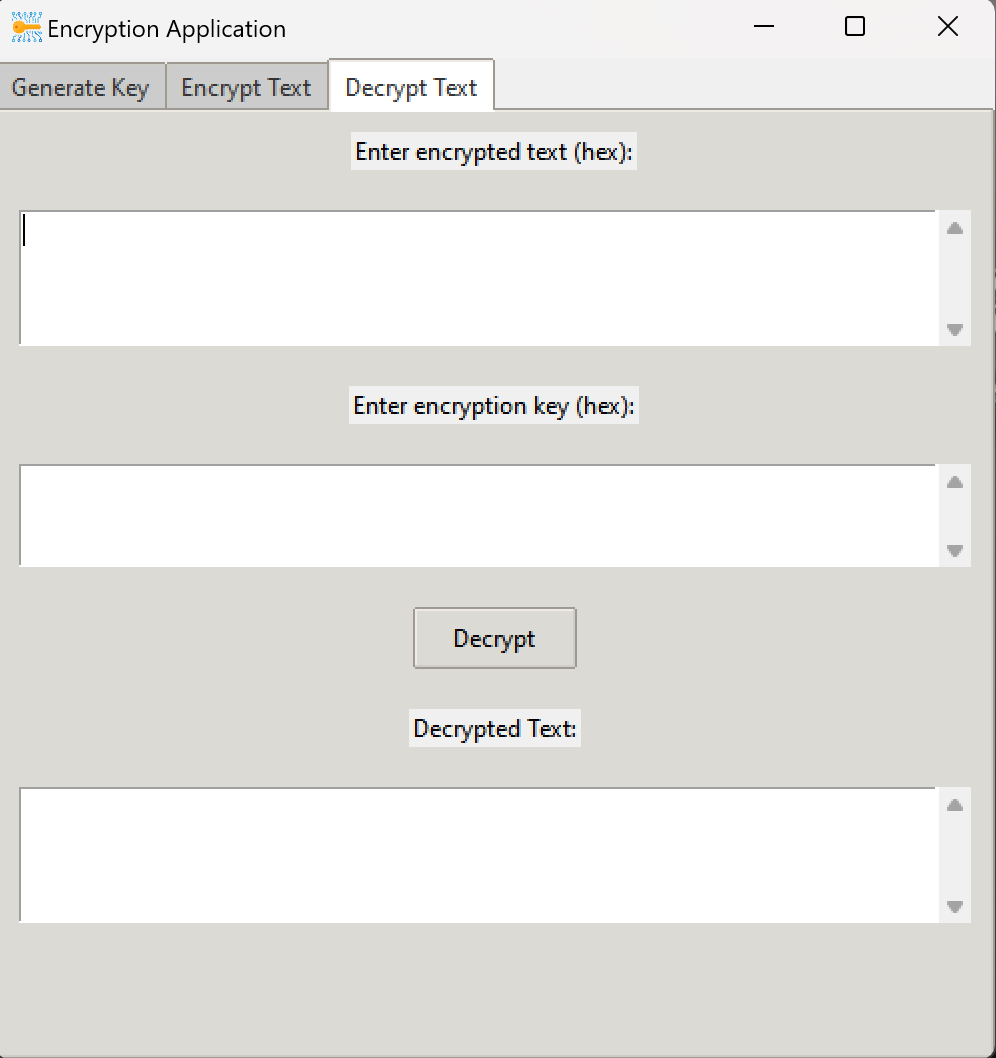 Encryption Application
Generate Key Encrypt Text Decrypt Text
Enter encrypted text (hex):
Enter encryption key (hex):
Decrypt
Decrypted Text: